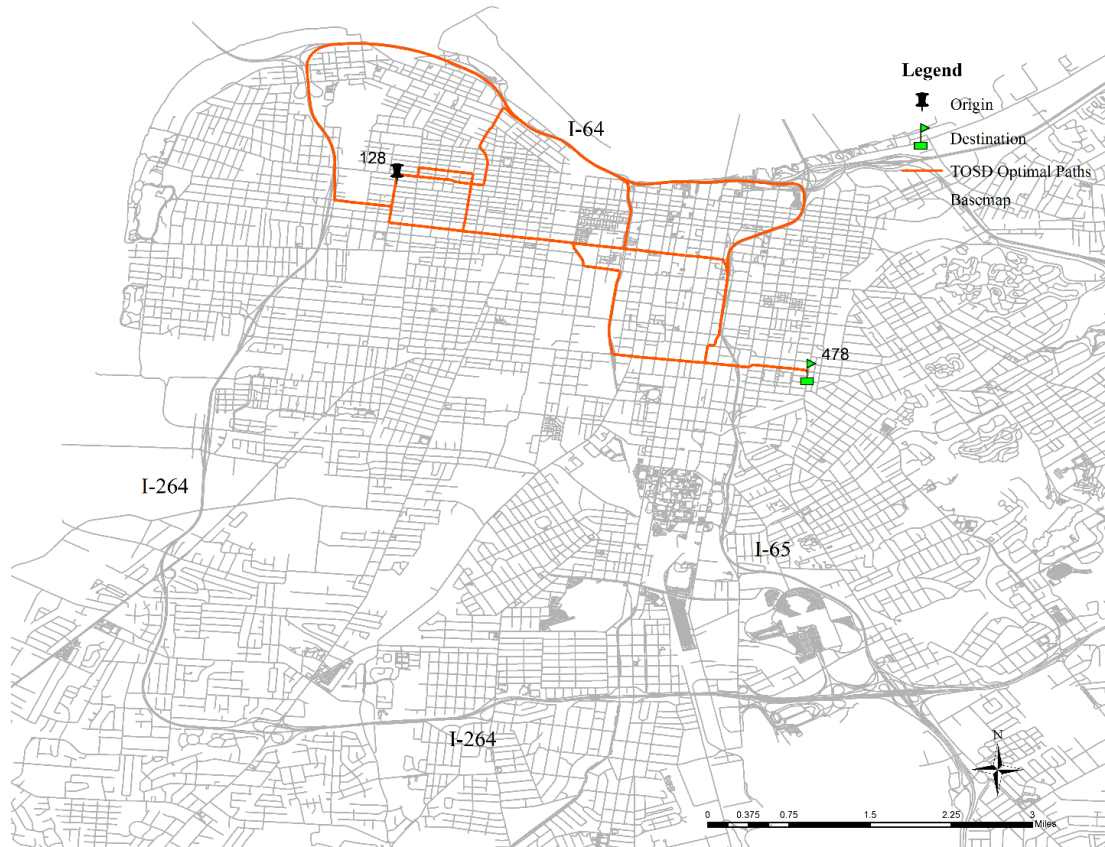 Legend
Origin
Destination
TOSD Optimal Paths
Basemap
I-64
128
478
I-264
I-65
I-264
N
0 0.375 0.75 1.5 2.25 3
Miles